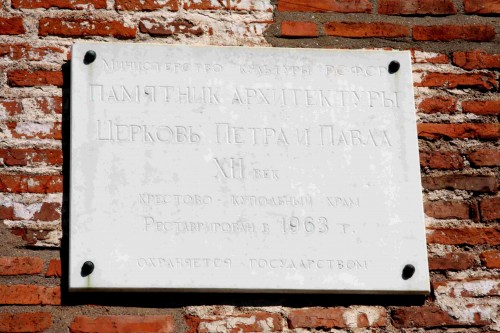 Министерство культуры РСФСР
ПАМЯТНИК АРХИТЕКТУРЫ
Церковь Петра и Павла
XII век
крестово-купольный храм
Реставрирован в 1963 г.
охраняется государством